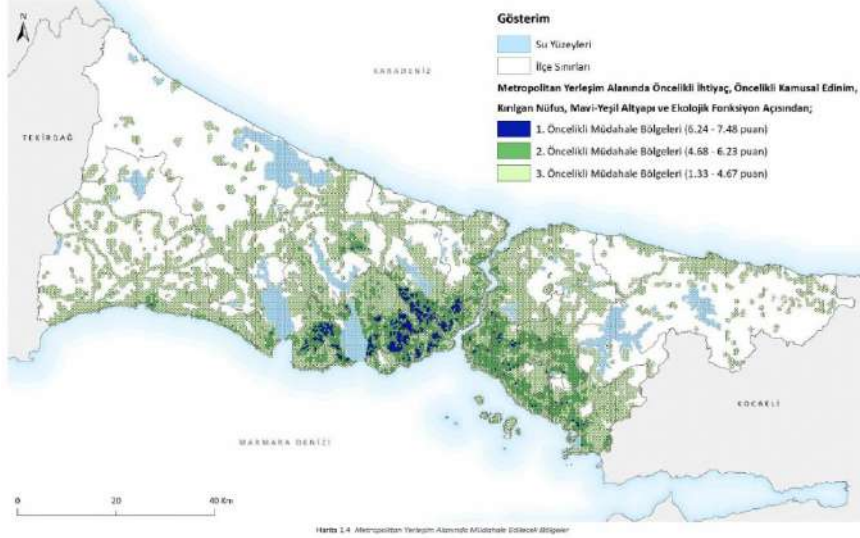 N
Gösterim
Su Yüzeyleri
İlçe Sınırları
KARADENİZ
Metropolitan Yerleşim Alanında Öncelikli İhtiyaç, Öncelikli Kamusal Edinim,
Kırılgan Nüfus, Mavi-Yeşil Altyapı ve Ekolojik Fonksiyon Açısından;
1. Öncelikli Müdahale Bölgeleri (6.24 - 7.48 puan)
2. Öncelikli Müdahale Bölgeleri (4.68 - 6.23 puan)
3. Öncelikli Müdahale Bölgeleri (1.33 - 4.67 puan)
TEKİRDAĞ
KOCAELİ
MARMARA DENİZİ
0 20 40 Km
Harita 1.4 Metropolitan Yerleşim Alanında Müdahale Edilecek Bölgeler